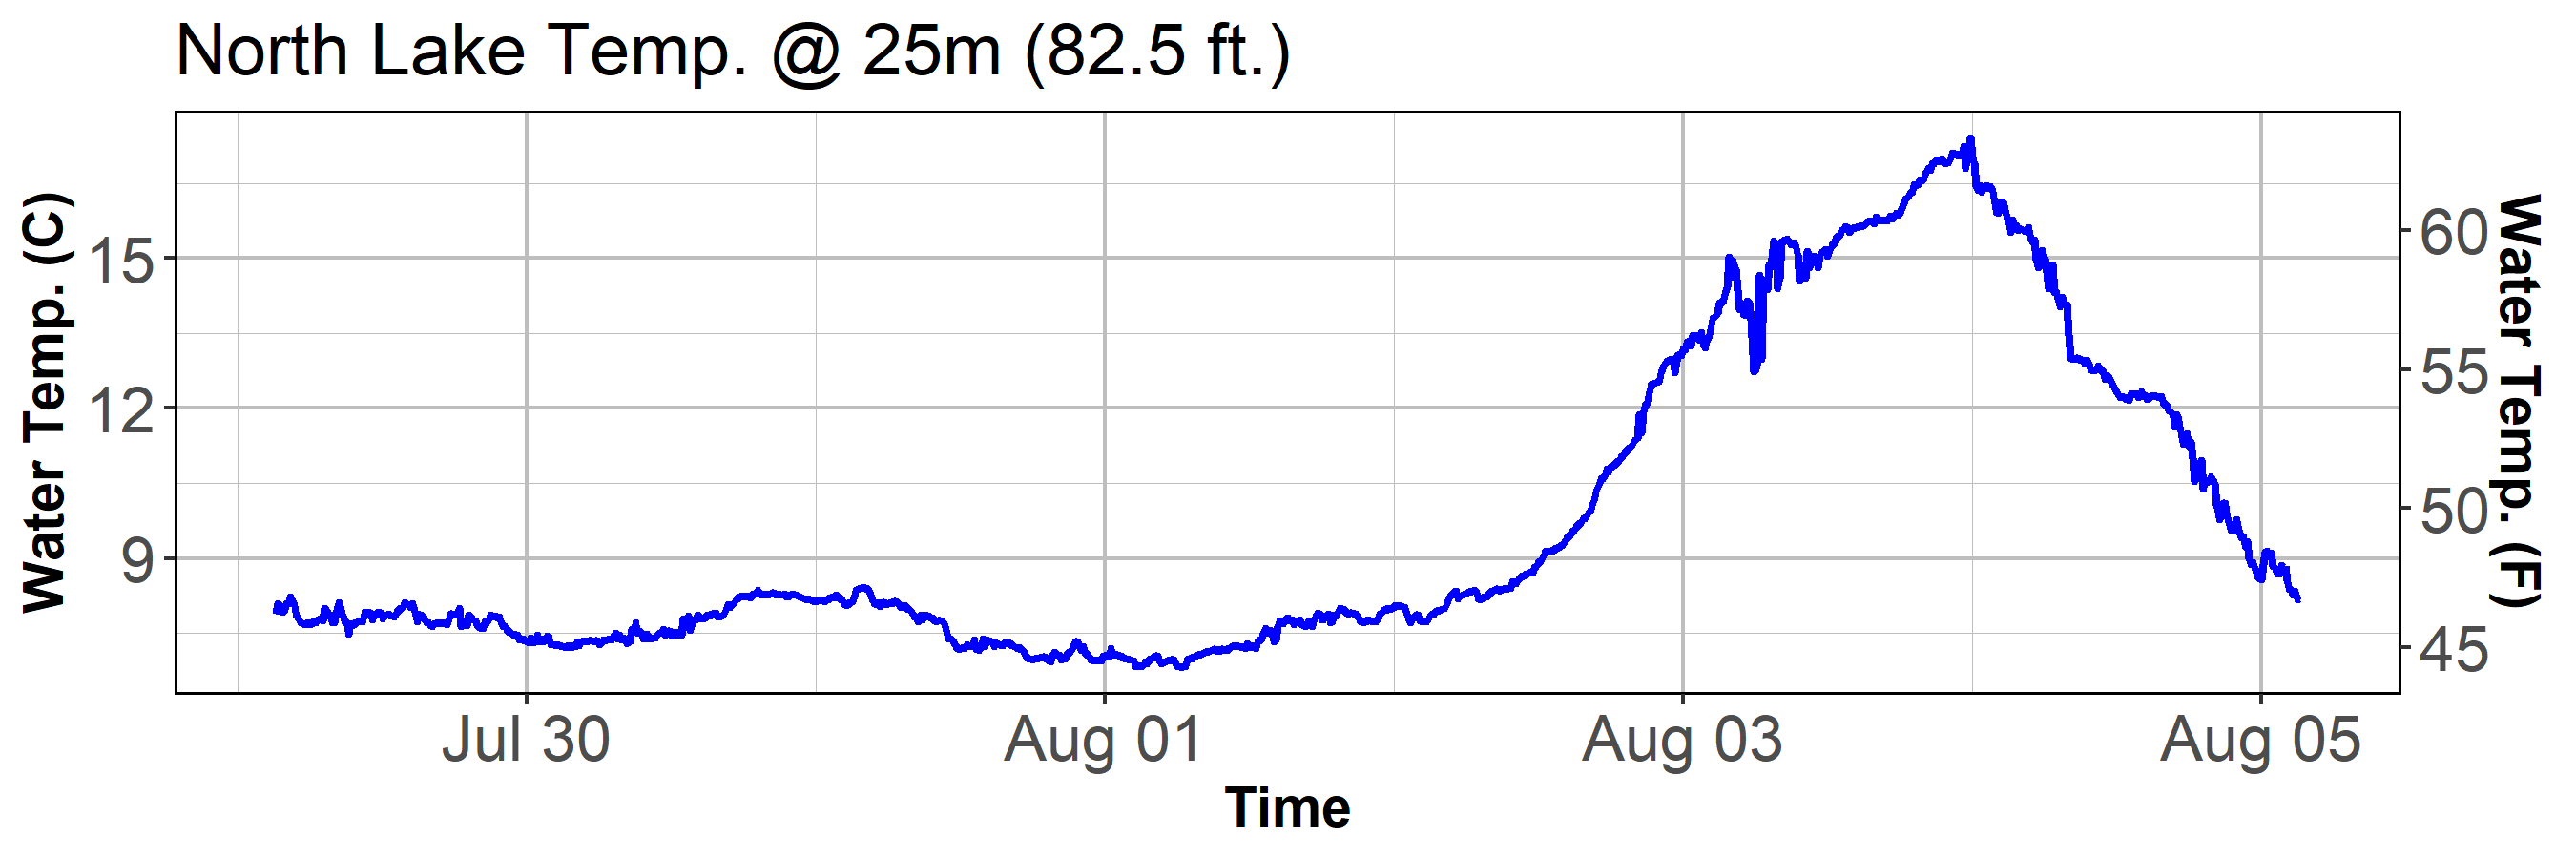 North Lake Temp. @ 25m (82.5 ft.)
Water Temp. (C)
15
12
9
60
55
50
45
Water Temp. (F)
Jul 30
Aug 01
Aug 03
Aug 05
Time